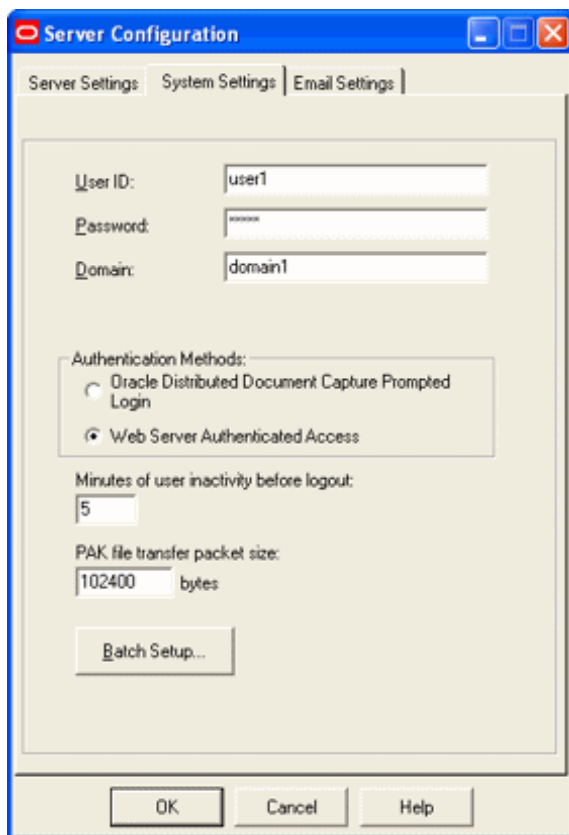 Server Configuration
Server Settings
System Settings
Email Settings
User ID:
user1
Password:
*****
Domain:
domain1
Authentication Methods:
Oracle Distributed Document Capture Prompted
Login
Web Server Authenticated Access
Minutes of user inactivity before logout:
5
PAK file transfer packet size:
102400 bytes
Batch Setup...
OK
Cancel
Help